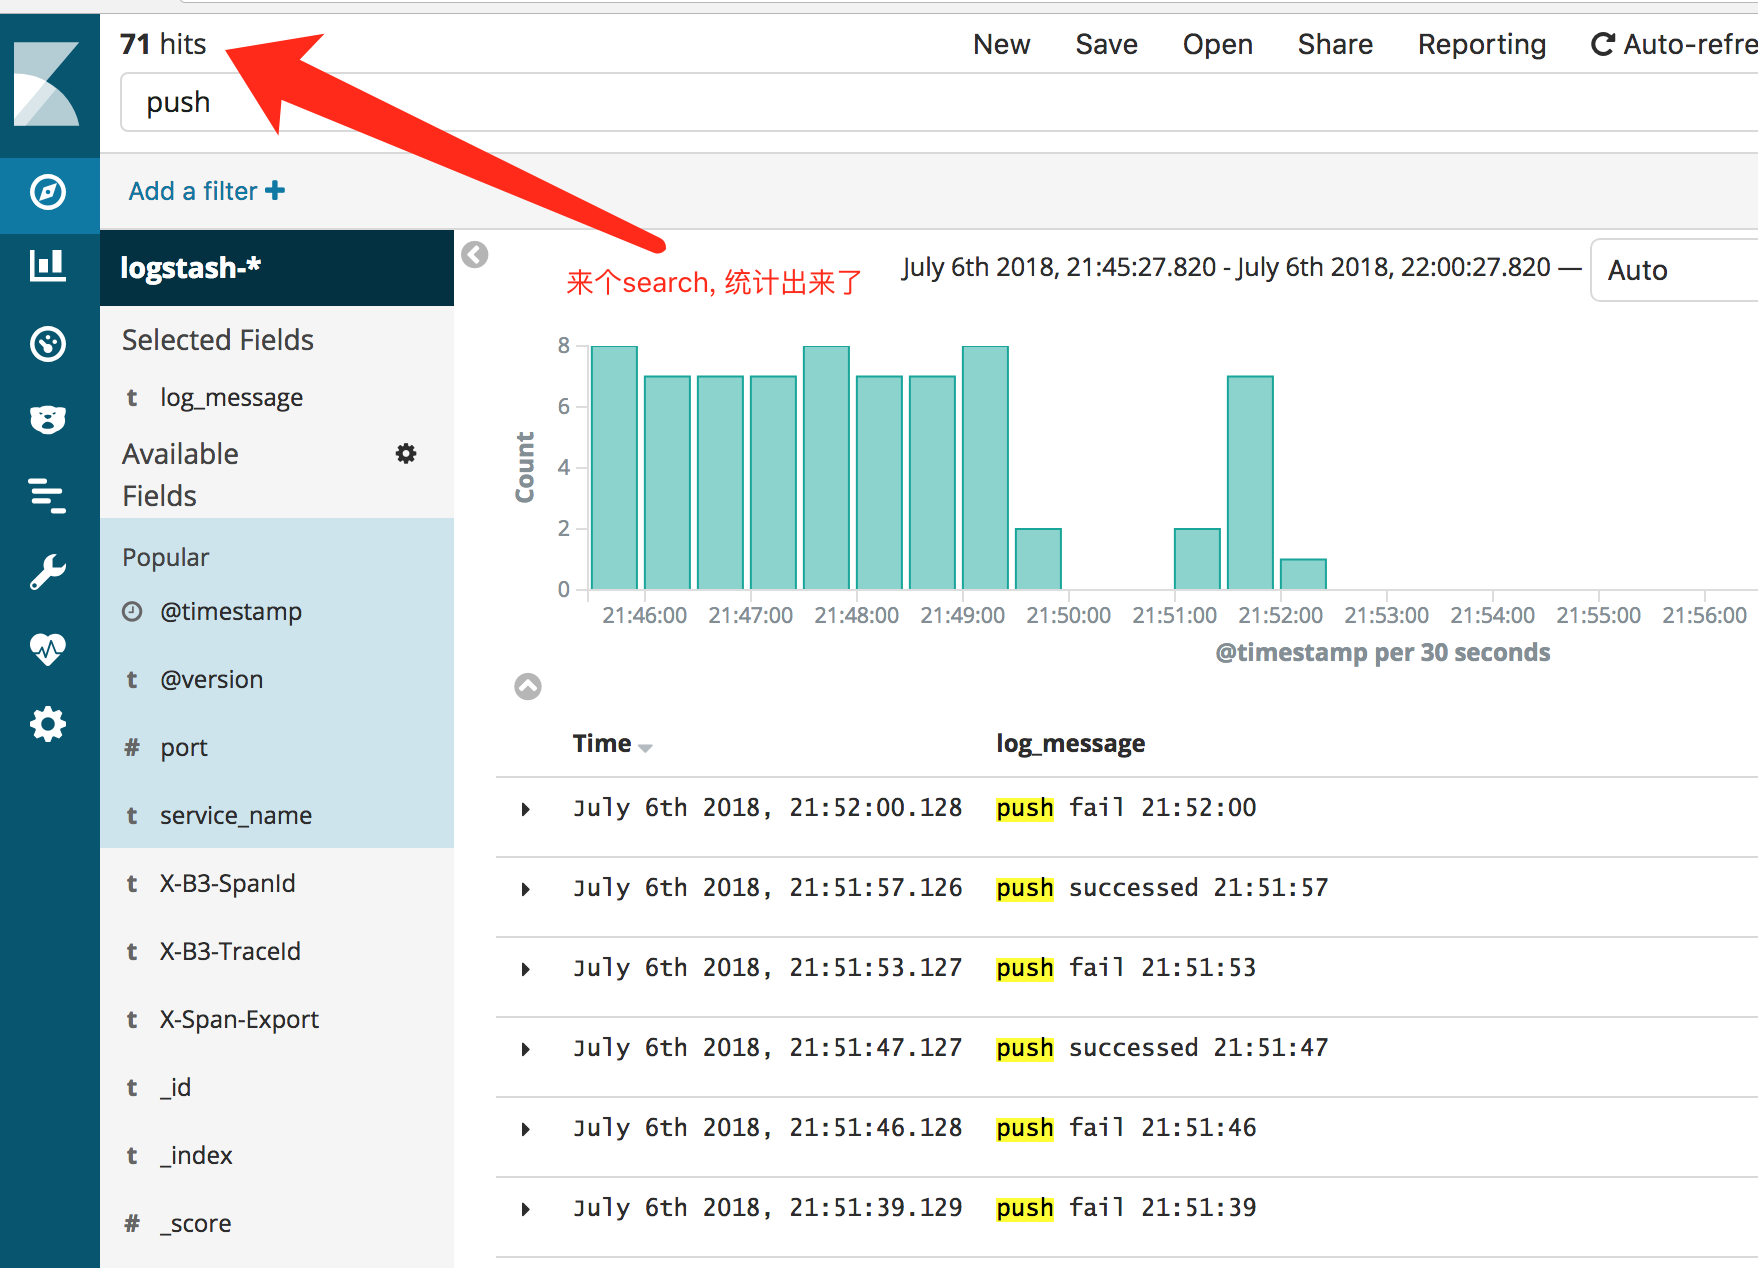 71 hits
New Save Open Share Reporting Auto-refre
push
Add a filter
logstash-*
Selected Fields
t log_message
Available
Fields
Popular
@timestamp
t @version
# port
t service_name
t X-B3-SpanId
t X-B3-TraceId
t X-Span-Export
t _id
t _index
# _score
来个search, 统计出来了
July 6th 2018, 21:45:27.820 - July 6th 2018, 22:00:27.820 —
Auto
Count
8
6
4
2
0
21:46:00 21:47:00 21:48:00 21:49:00 21:50:00 21:51:00 21:52:00 21:53:00 21:54:00 21:55:00 21:56:00
@timestamp per 30 seconds
Time log_message
July 6th 2018, 21:52:00.128 push fail 21:52:00
July 6th 2018, 21:51:57.126 push successed 21:51:57
July 6th 2018, 21:51:53.127 push fail 21:51:53
July 6th 2018, 21:51:47.127 push successed 21:51:47
July 6th 2018, 21:51:46.128 push fail 21:51:46
July 6th 2018, 21:51:39.129 push fail 21:51:39